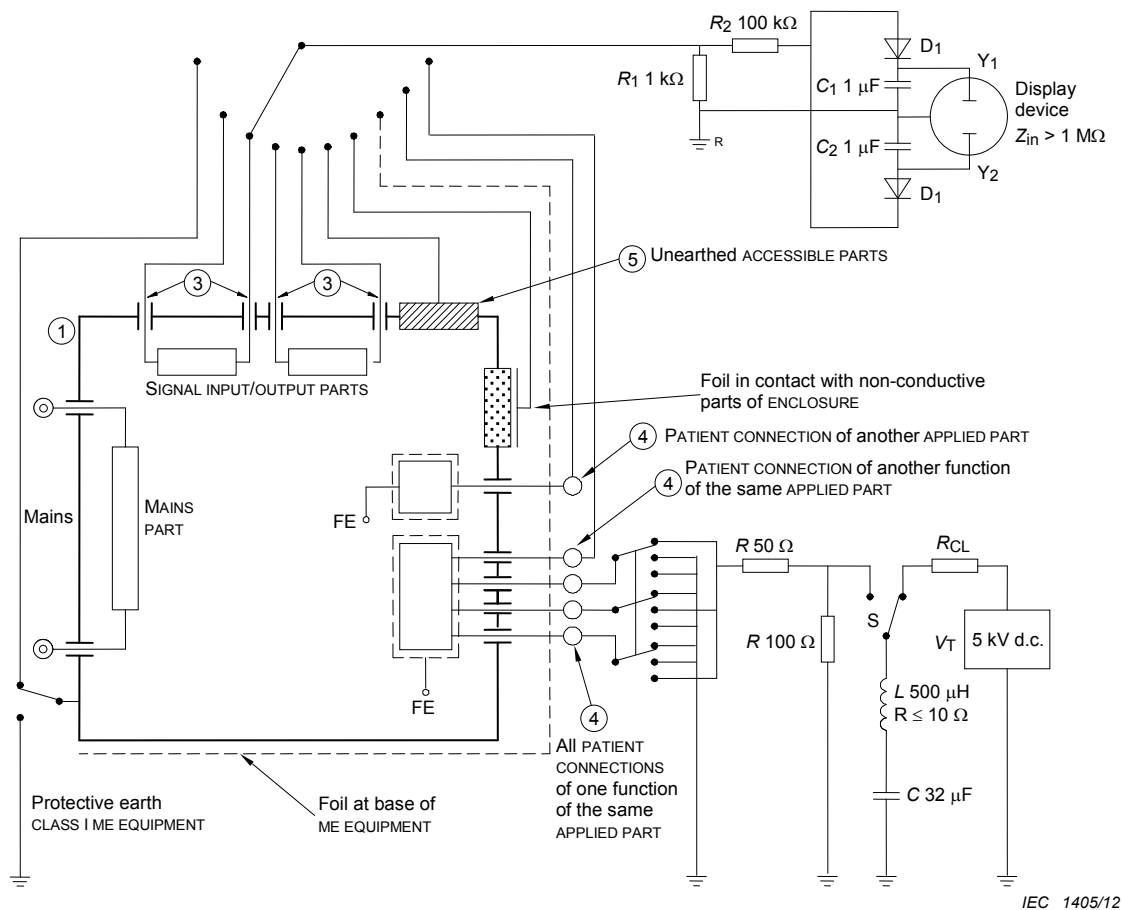 R2 100 kΩ
D1
Y1
R1 1 kΩ
C1 1 μF
Display
device
Zin > 1 MΩ
R
C2 1 μF
Y2
D1
5 Unearthed ACCESSIBLE PARTS
3
3
1
SIGNAL INPUT/OUTPUT PARTS
Foil in contact with non-conductive
parts of ENCLOSURE
4 PATIENT CONNECTION of another APPLIED PART
4 PATIENT CONNECTION of another function
of the same APPLIED PART
Mains
MAINS
PART
FE
R 50 Ω
RCL
S
R 100 Ω
VT
5 kV d.c.
L 500 μH
R ≤ 10 Ω
FE
4
All PATIENT
CONNECTIONS
of one function
of the same
APPLIED PART
C 32 μF
Protective earth
CLASS I ME EQUIPMENT
Foil at base of
ME EQUIPMENT
IEC 1405/12